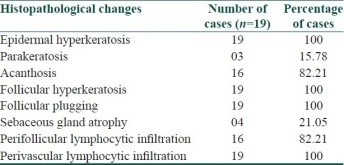 Histopathological changes Number of cases (n=19) Percentage of cases
Epidermal hyperkeratosis 19 100
Parakeratosis 03 15.78
Acanthosis 16 82.21
Follicular hyperkeratosis 19 100
Follicular plugging 19 100
Sebaceous gland atrophy 04 21.05
Perifollicular lymphocytic infiltration 16 82.21
Perivascular lymphocytic infiltration 19 100